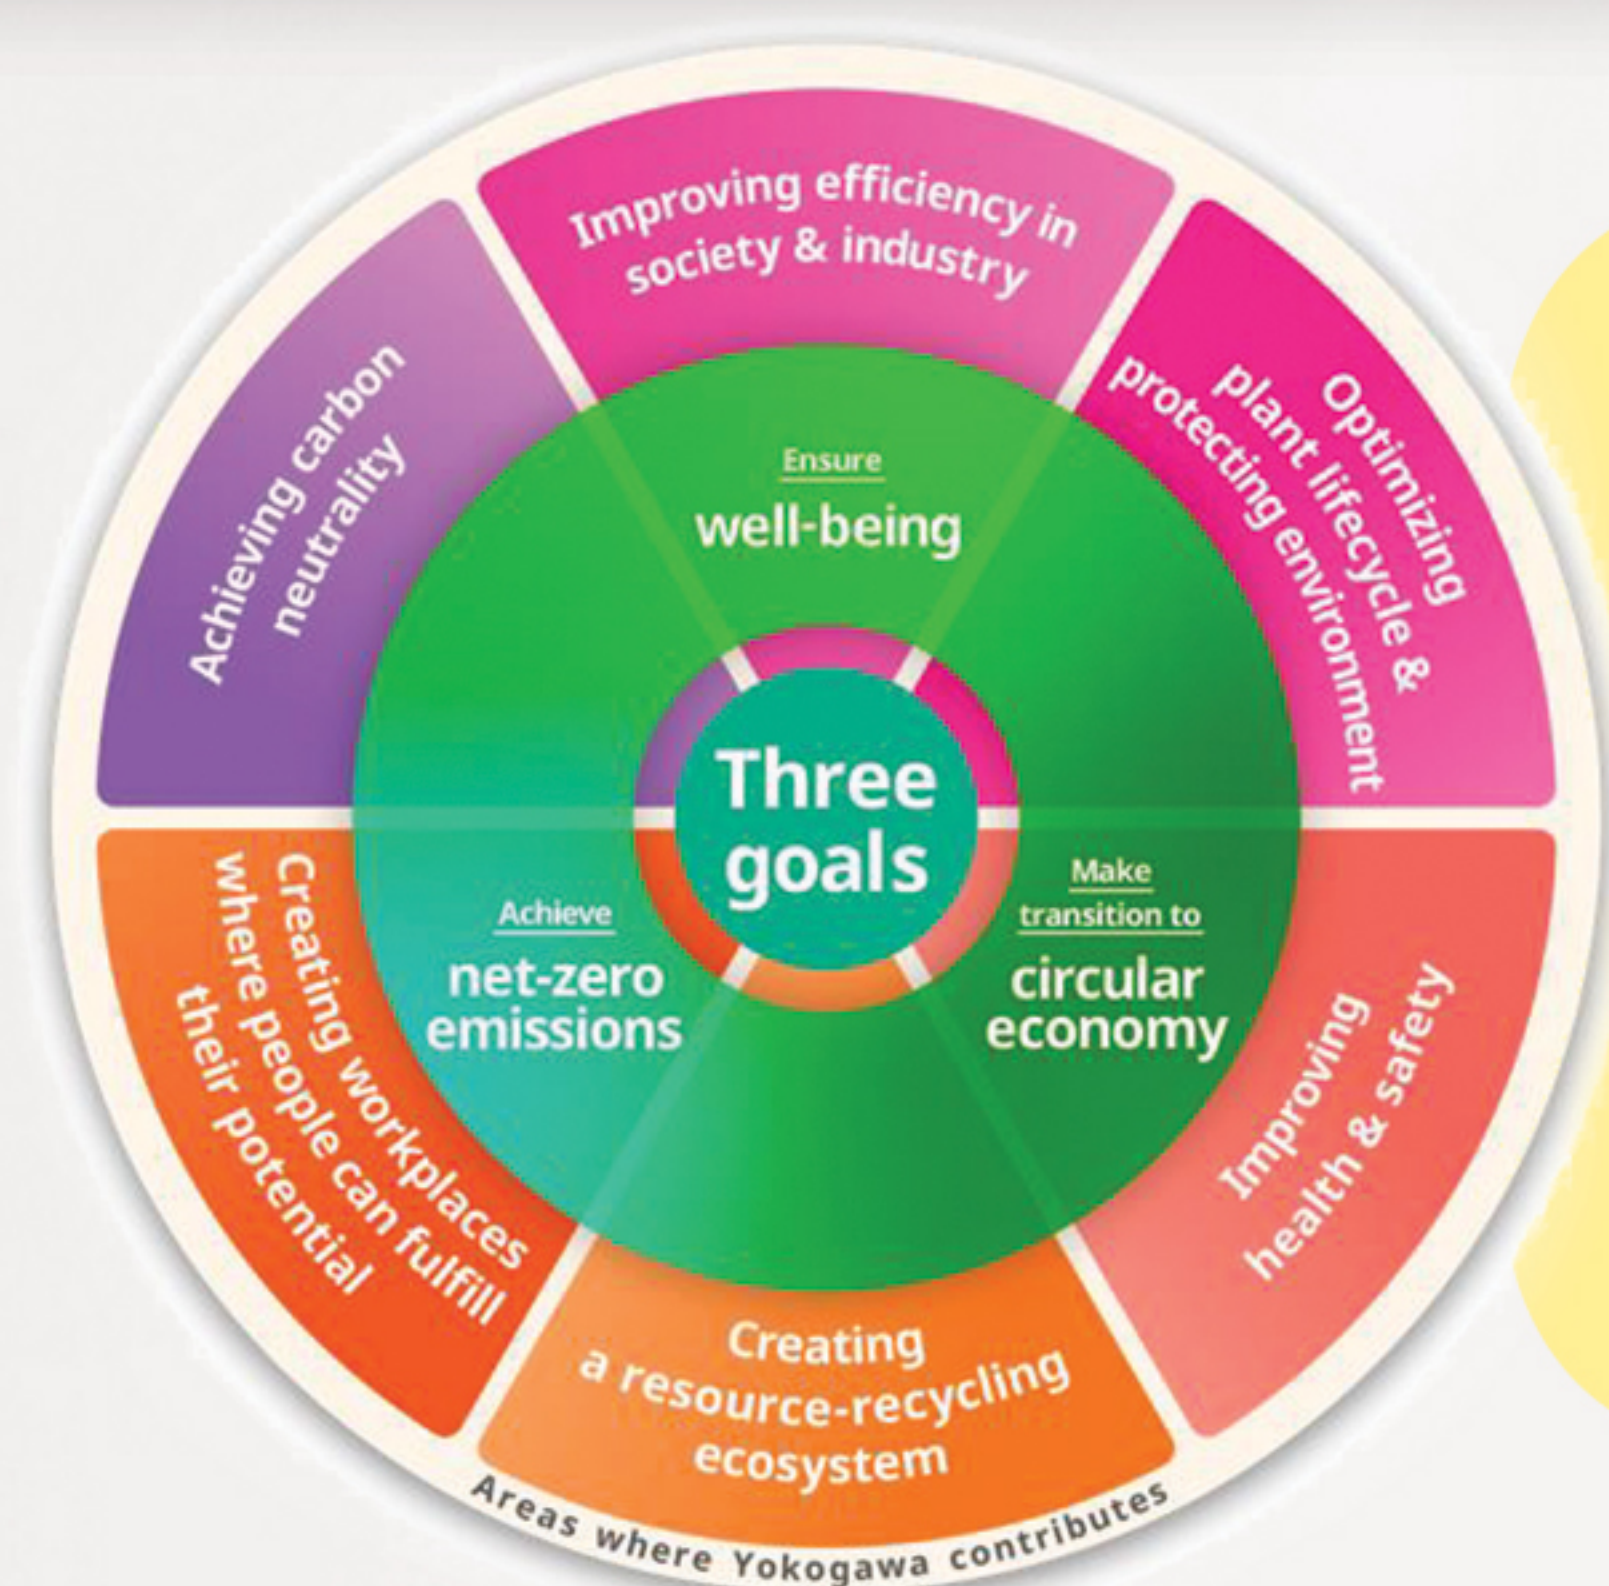 Improving efficiency in
society & industry
Optimizing
plant lifecycle &
protecting environment
Improving
health & safety
Creating
a resource-recycling
ecosystem
Creating workplaces
where people can fulfill
their potential
Achieving carbon
neutrality
Ensure
well-being
Make
transition to
circular
economy
Achieve
net-zero
emissions
Three
goals
Areas where Yokogawa contributes